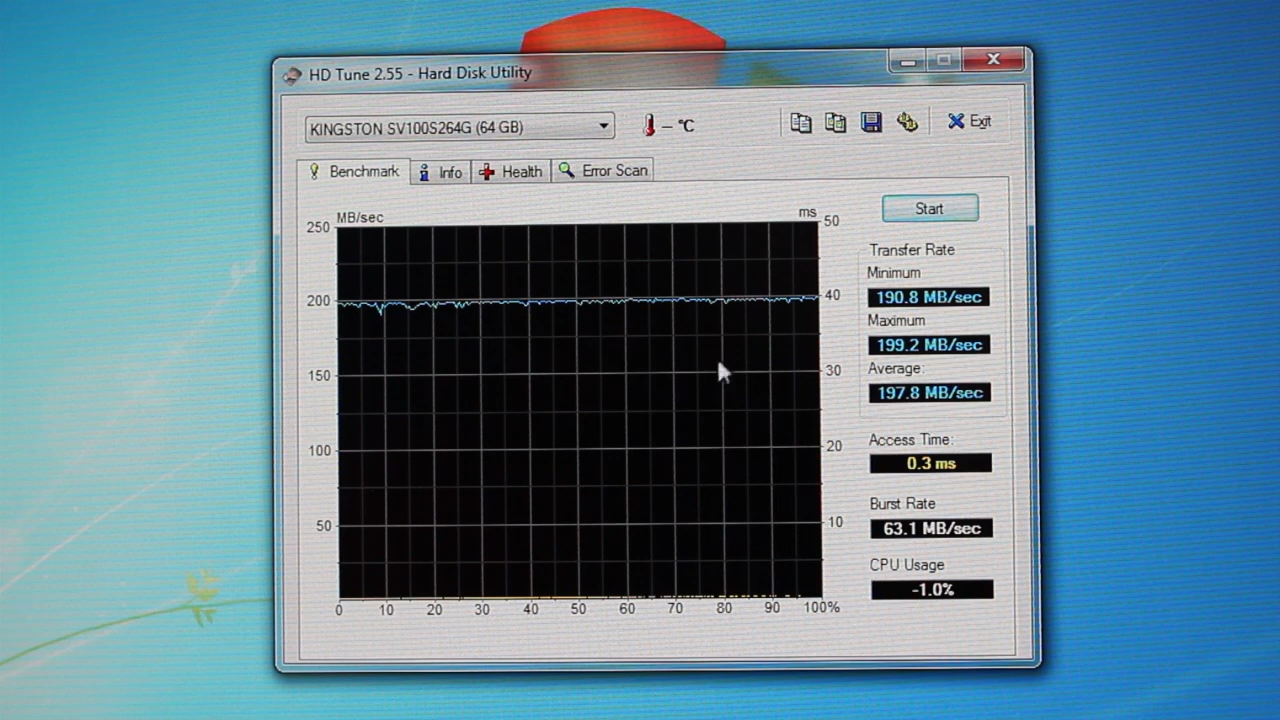 HD Tune 2.55 - Hard Disk Utility
KINGSTON SV100S264G (64 GB)
– °C
Exit
Benchmark
Info
Health
Error Scan
MB/sec
ms
250
200
150
100
50
50
40
30
20
10
0 10 20 30 40 50 60 70 80 90 100%
Start
Transfer Rate
Minimum
190.8 MB/sec
Maximum
199.2 MB/sec
Average:
197.8 MB/sec
Access Time:
0.3 ms
Burst Rate
63.1 MB/sec
CPU Usage
-1.0%